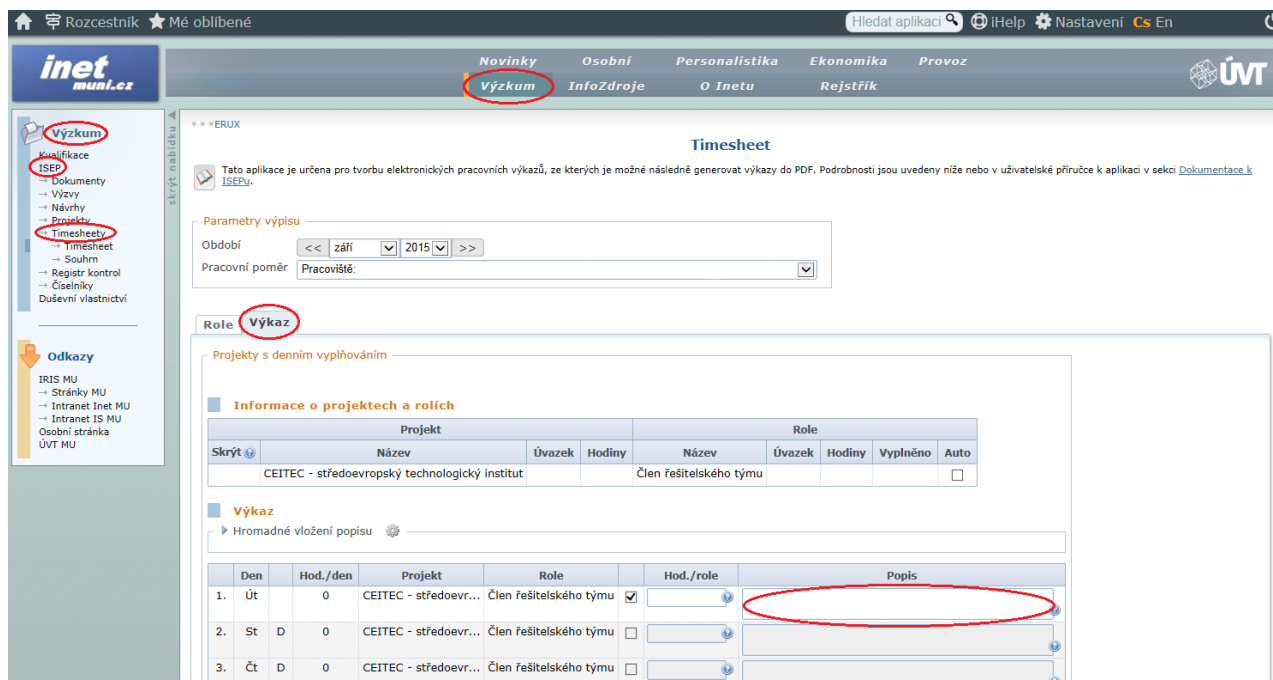 Rozcestník Mé oblíbené Hledat aplikaci iHelp Nastavení Cs En
inet
muni.cz
Novinky Osobní Personalistika Ekonomika Provoz
Výzkum InfoZdroje O Inetu Rejstřík
ÚVT
Výzkum
Kvalifikace
ISEP
→ Dokumenty
→ Výzvy
→ Návrhy
→ Projekty
→ Timesheety
→ Timesheet
→ Souhrn
→ Registr kontrol
→ Číselníky
Duševní vlastnictví
Odkazy
IRIS MU
→ Stránky MU
→ Intranet Inet MU
→ Intranet IS MU
Osobní stránka
ÚVT MU
skrýt nabídku
ERUX
Timesheet
Tato aplikace je určena pro tvorbu elektronických pracovních výkazů, ze kterých je možné následně generovat výkazy do PDF. Podrobnosti jsou uvedeny níže nebo v uživatelské příručce k aplikaci v sekci Dokumentace k
ISEPu.
Parametry výpisu
Období << září 2015 >>
Pracovní poměr Pracoviště:
Role Výkaz
Projekty s denním vyplňováním
Informace o projektech a rolích
Projekt Role
Skrýt Název Úvazek Hodiny Název Úvazek Hodiny Vyplněno Auto
CEITEC - středoevropský technologický institut Člen řešitelského týmu
Výkaz
Hromadné vložení popisu
Den Hod./den Projekt Role Hod./role Popis
1. Út 0 CEITEC - středoevr... Člen řešitelského týmu
2. St D 0 CEITEC - středoevr... Člen řešitelského týmu
3. Čt D 0 CEITEC - středoevr... Člen řešitelského týmu